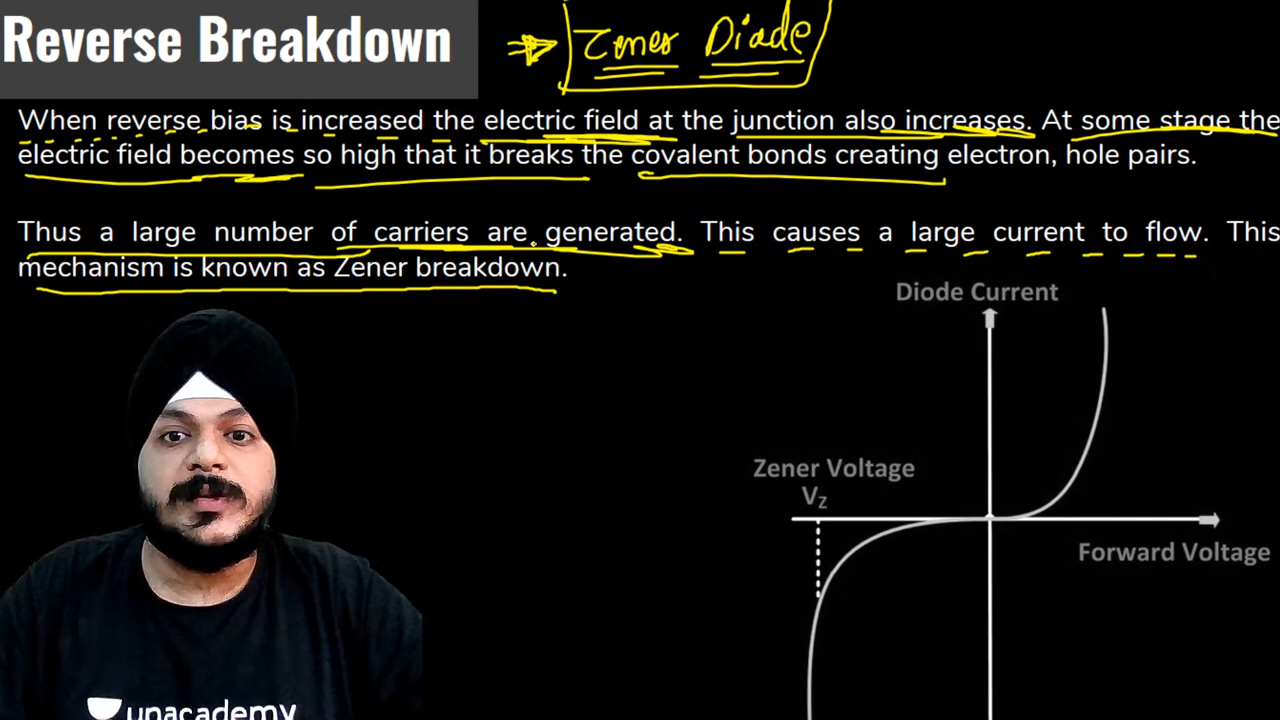 Reverse Breakdown
⇒ Zener Diode
When reverse bias is increased the electric field at the junction also increases. At some stage the
electric field becomes so high that it breaks the covalent bonds creating electron, hole pairs.
Thus a large number of carriers are generated. This causes a large current to flow. This
mechanism is known as Zener breakdown.
Diode Current
Zener Voltage
VZ
Forward Voltage
unacademy